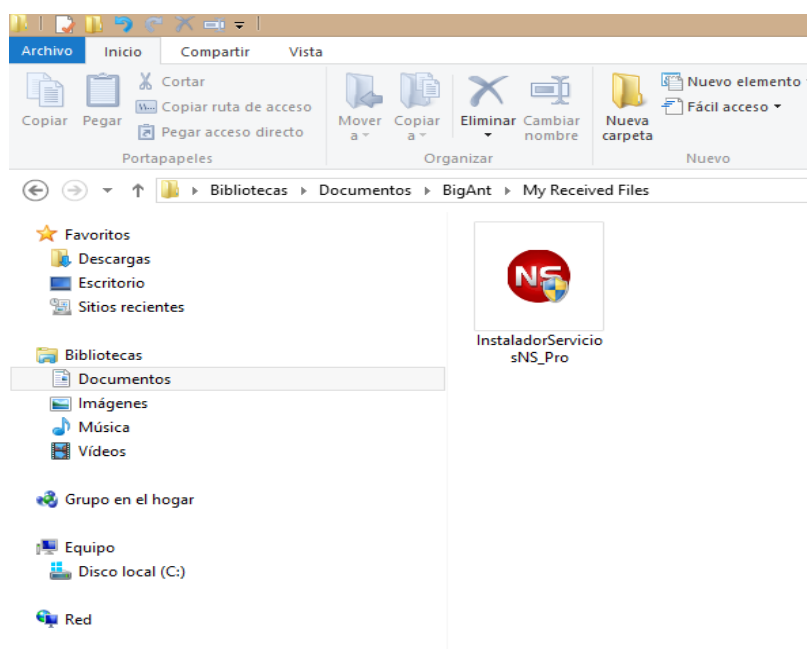 Archivo Inicio Compartir Vista
Copiar
Pegar
Cortar
Copiar ruta de acceso
Pegar acceso directo
Portapapeles
Mover
a
Copiar
a
Eliminar
Cambiar
nombre
Organizar
Nueva
carpeta
Nuevo elemento
Fácil acceso
Nuevo
Bibliotecas Documentos BigAnt My Received Files
Favoritos
Descargas
Escritorio
Sitios recientes
Bibliotecas
Documentos
Imágenes
Música
Vídeos
Grupo en el hogar
Equipo
Disco local (C:)
Red
NS
InstaladorServicio
sNS_Pro